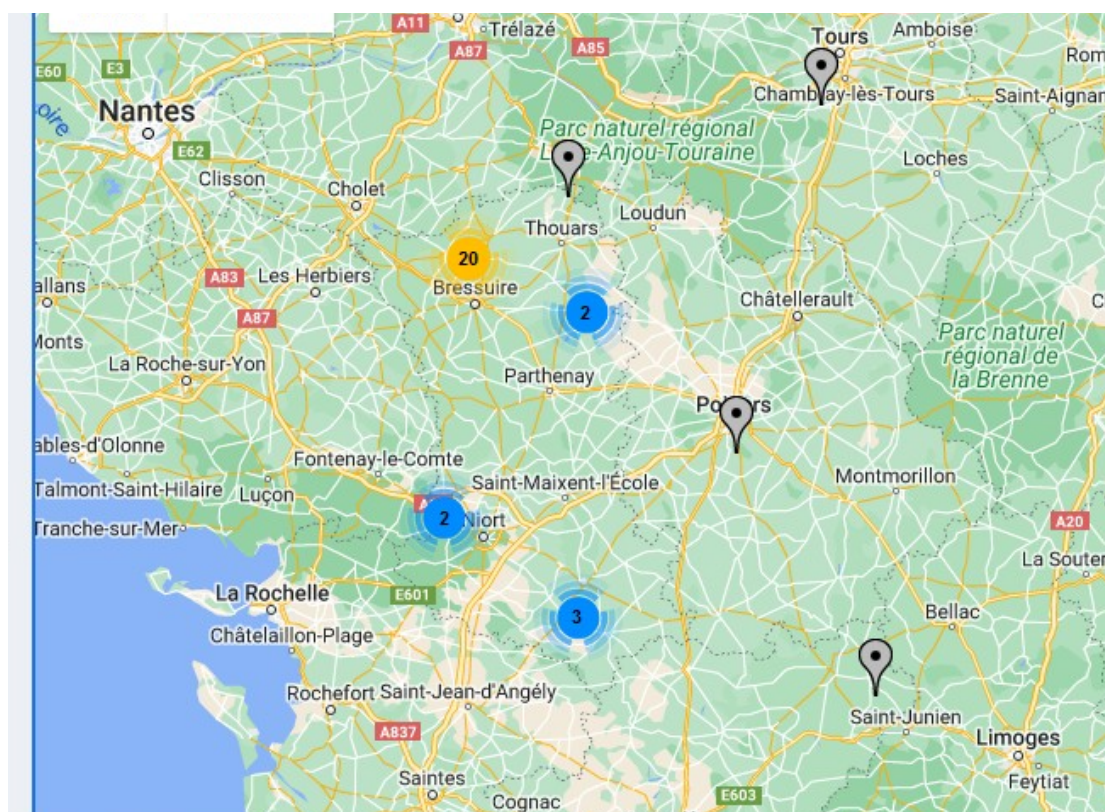 A11
Trélazé
A87
A85
Tours
Amboise
E60
E3
Rom
Nantes
Chambray-lès-Tours
Saint-Aignan
oire
E62
Parc naturel régional
Loire-Anjou-Touraine
Loches
Clisson
Cholet
Loudun
Thouars
20
A83
Les Herbiers
allans
Bressuire
2
Châtellerault
C
A87
Monts
Parc naturel
régional de
la Brenne
La Roche-sur-Yon
Parthenay
Poitiers
ables-d'Olonne
Fontenay-le-Comte
Talmont-Saint-Hilaire
Luçon
Saint-Maixent-l'École
Montmorillon
2
Niort
A20
Tranche-sur-Mer
La Souter
La Rochelle
E601
3
Bellac
Châtelaillon-Plage
Rochefort
Saint-Jean-d'Angély
Saint-Junien
A837
Limoges
Saintes
Feytiat
Cognac
E603